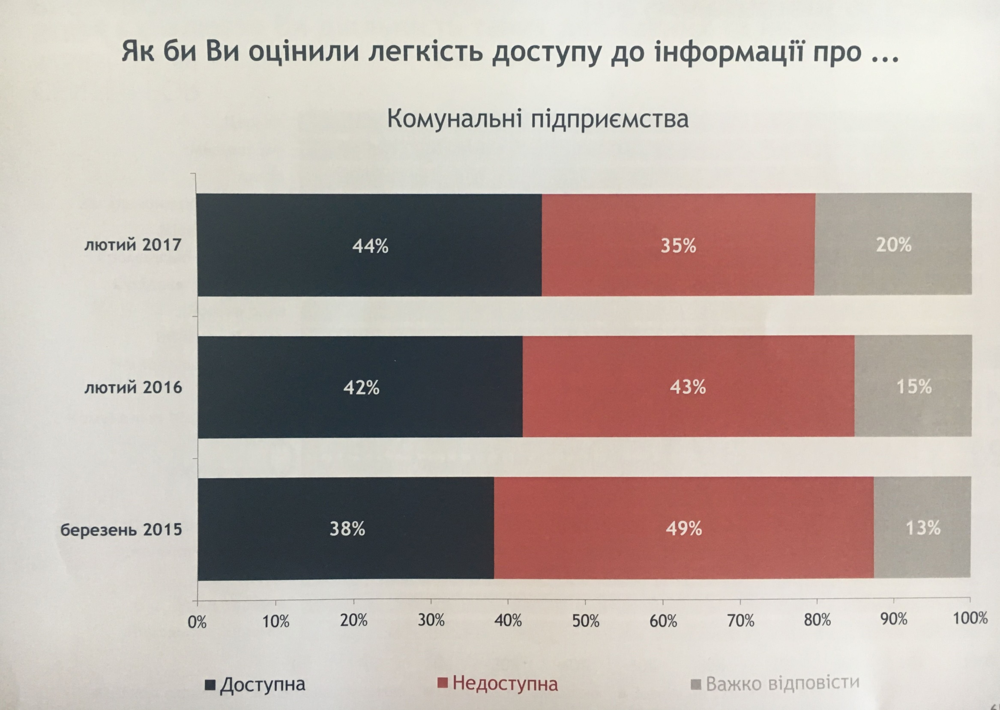 Як би Ви оцінили легкість доступу до інформації про ...
Комунальні підприємства
лютий 2017
44%
35%
20%
лютий 2016
42%
43%
15%
березень 2015
38%
49%
13%
0%
10%
20%
30%
40%
50%
60%
70%
80%
90%
100%
Доступна
Недоступна
Важко відповісти